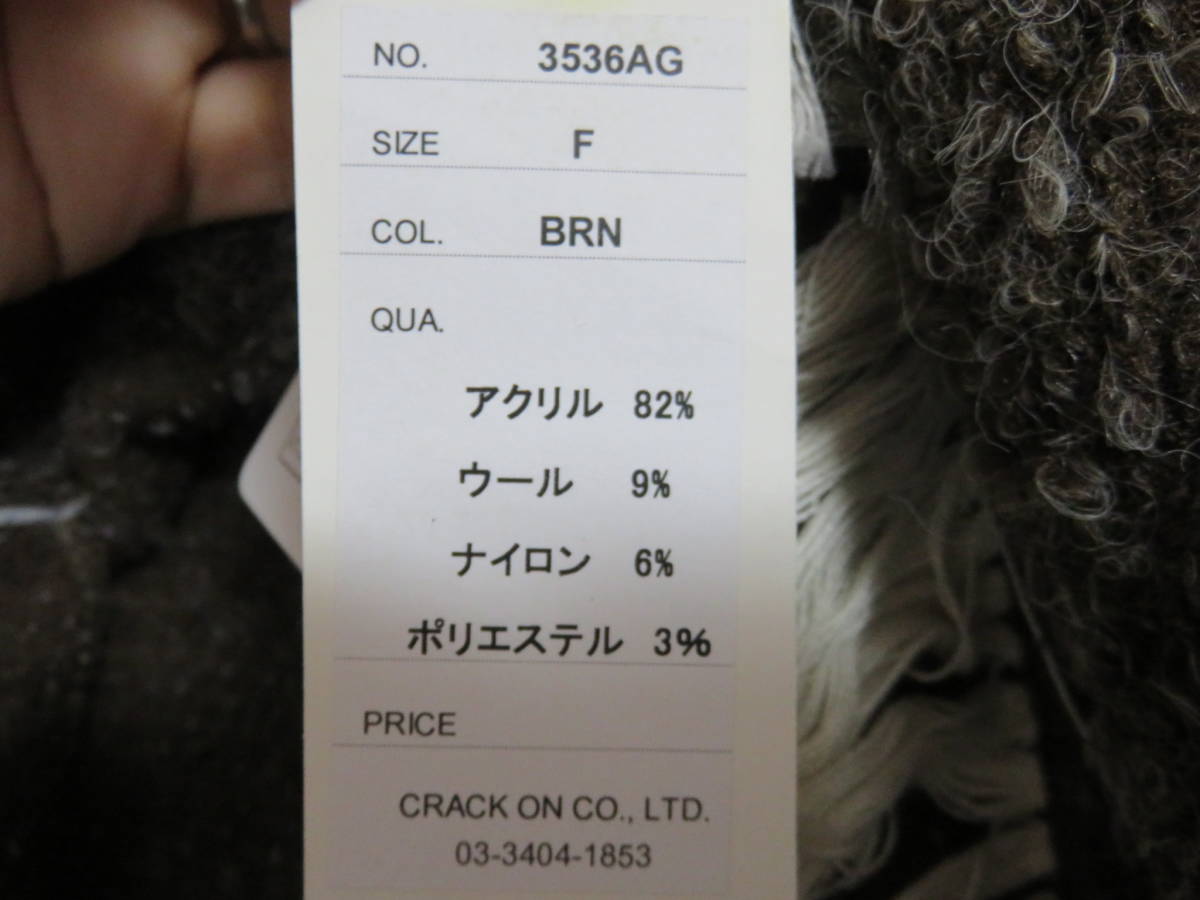 NO. 3536AG
SIZE F
COL. BRN
QUA.
アクリル 82%
ウール 9%
ナイロン 6%
ポリエステル 3%
PRICE
CRACK ON CO., LTD.
03-3404-1853